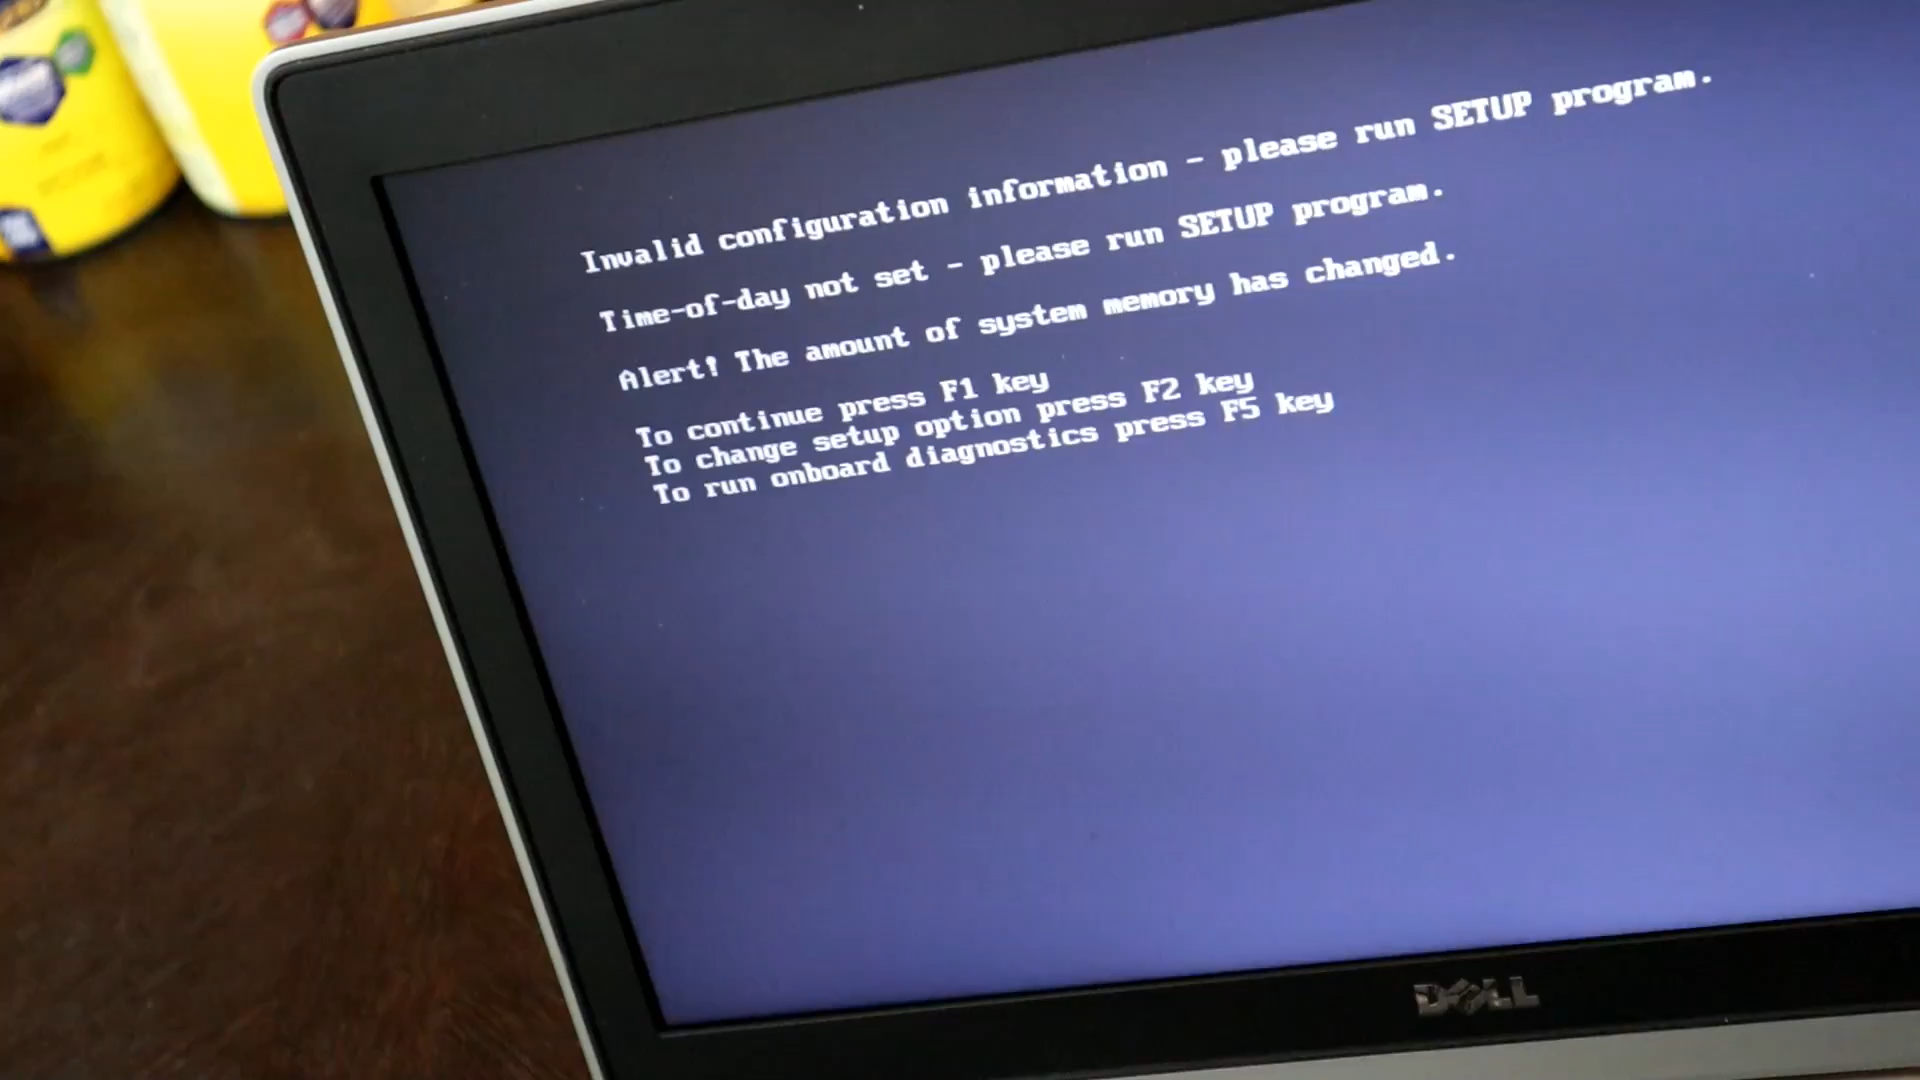 Invalid configuration information - please run SETUP program.
Time-of-day not set - please run SETUP program.
Alert! The amount of system memory has changed.
To continue press F1 key
To change setup option press F2 key
To run onboard diagnostics press F5 key
DELL